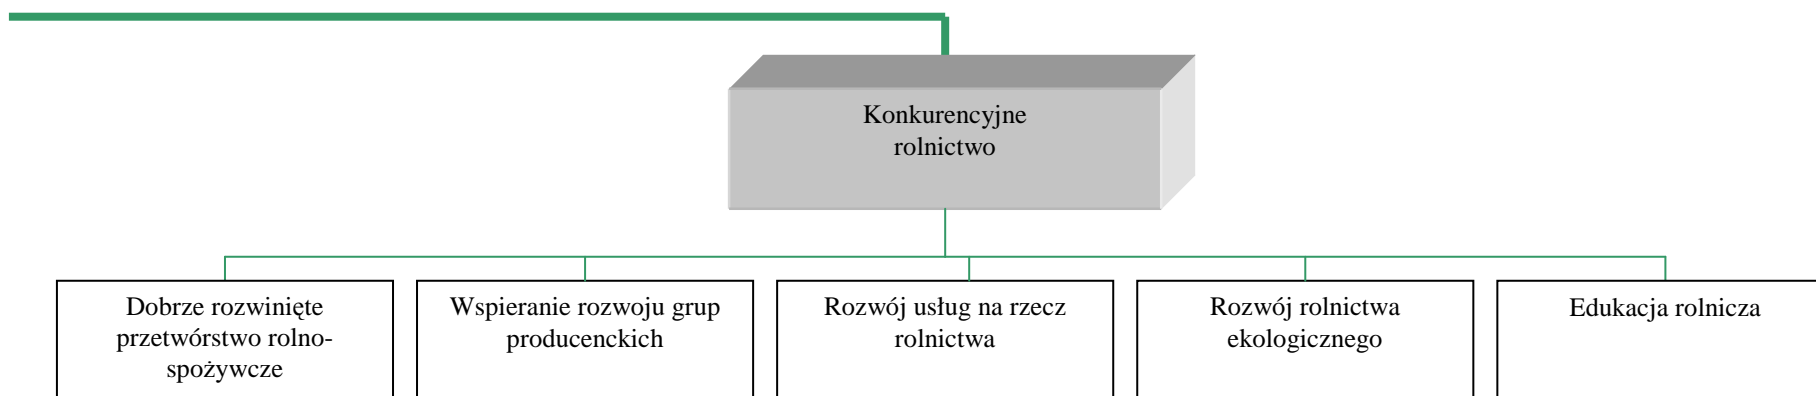 Konkurencyjne
rolnictwo
Dobrze rozwinięte
przetwórstwo rolno-
spożywcze
Wspieranie rozwoju grup
producenckich
Rozwój usług na rzecz
rolnictwa
Rozwój rolnictwa
ekologicznego
Edukacja rolnicza